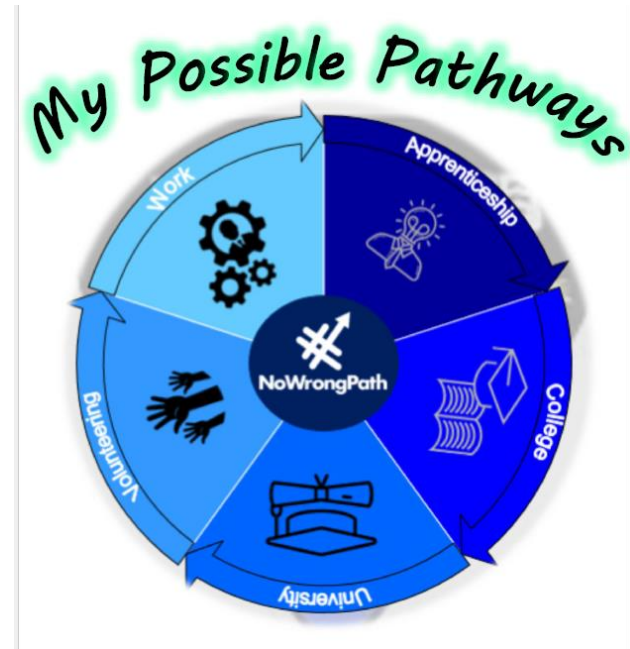 My Possible Pathways
Apprenticeship
College
University
Volunteering
Work
#NoWrongPath